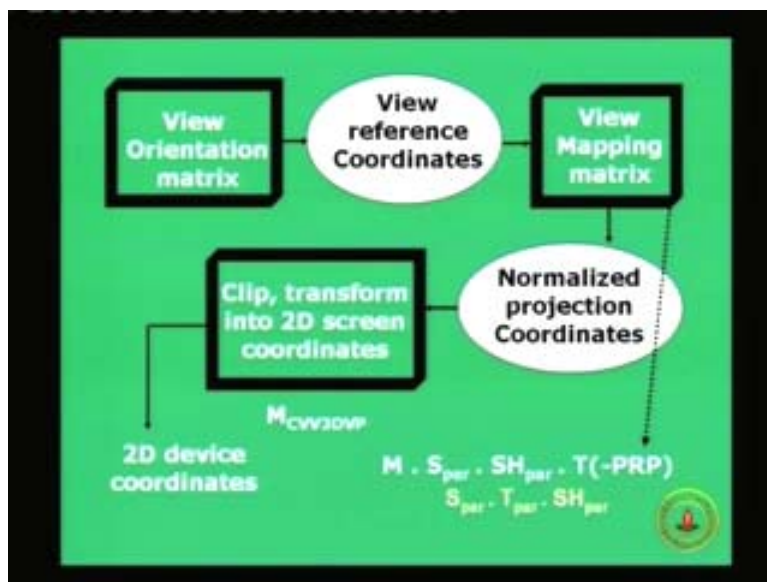 View
Orientation
matrix
View
reference
Coordinates
View
Mapping
matrix
Clip, transform
into 2D screen
coordinates
Normalized
projection
Coordinates
M_CVV3DVP
2D device
coordinates
M . S_per . SH_par . T(-PRP)
S_par . T_par . SH_par